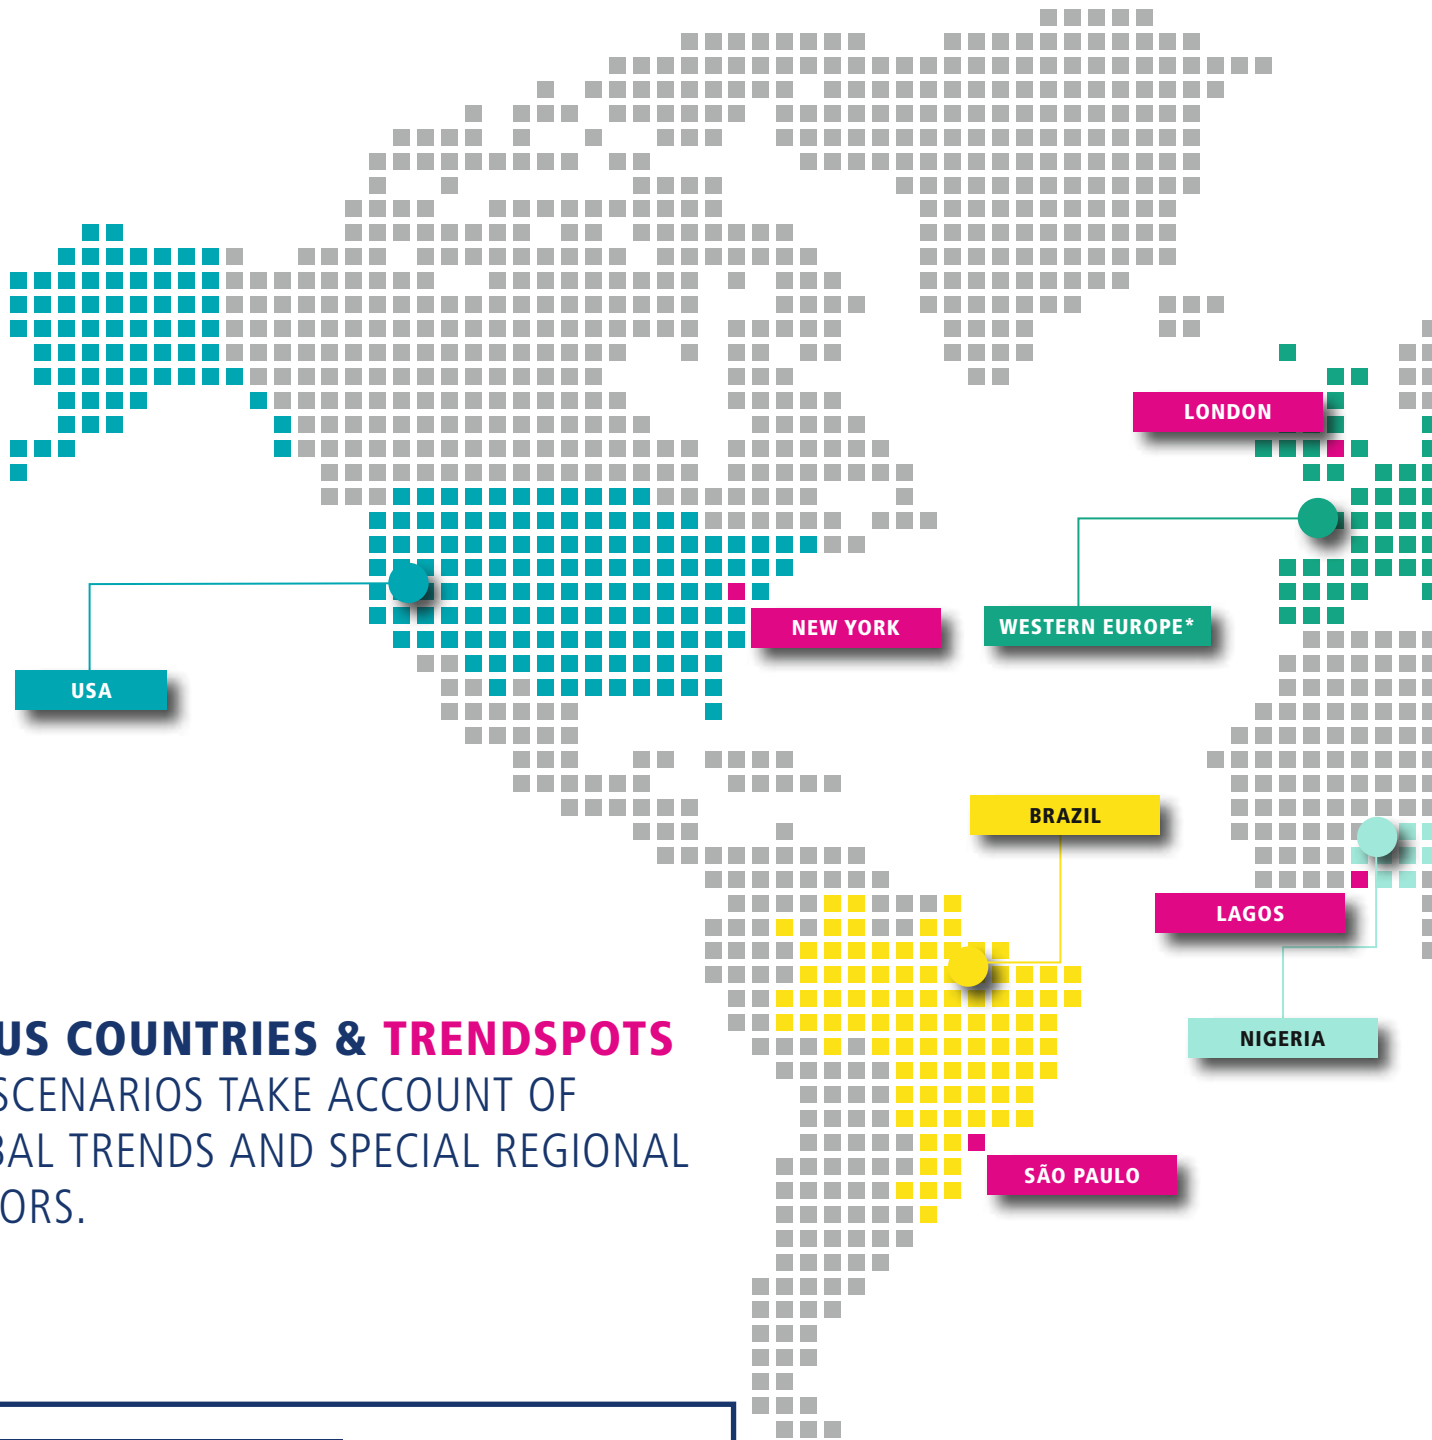 LONDON
NEW YORK
WESTERN EUROPE*
USA
BRAZIL
LAGOS
NIGERIA
US COUNTRIES & TRENDSPOTS
SCENARIOS TAKE ACCOUNT OF
BAL TRENDS AND SPECIAL REGIONAL
ORS.
SÃO PAULO